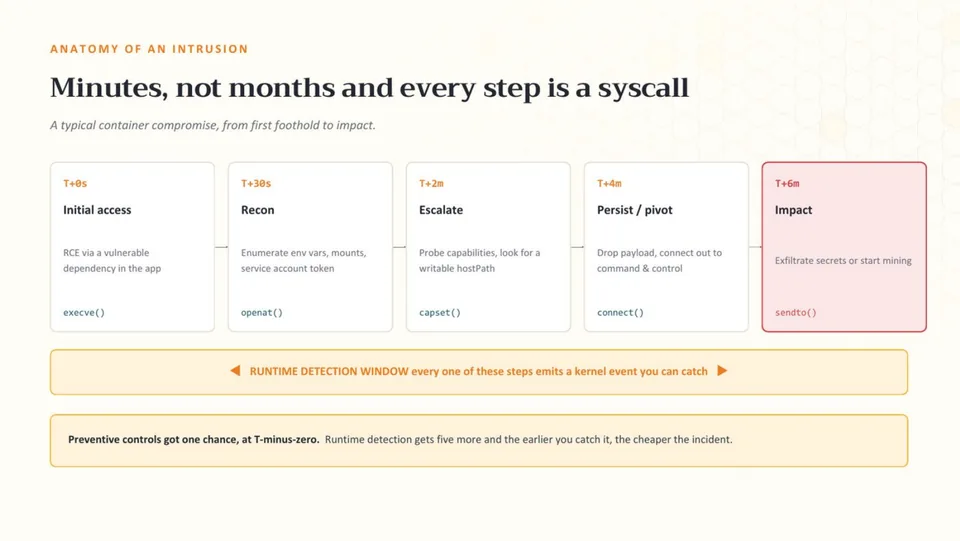 ANATOMY OF AN INTRUSION
Minutes, not months and every step is a syscall
A typical container compromise, from first foothold to impact.
T+0s
Initial access
RCE via a vulnerable
dependency in the app
execve()
T+30s
Recon
Enumerate env vars, mounts,
service account token
openat()
T+2m
Escalate
Probe capabilities, look for a
writable hostPath
capset()
T+4m
Persist / pivot
Drop payload, connect out to
command & control
connect()
T+6m
Impact
Exfiltrate secrets or start mining
sendto()
◀ RUNTIME DETECTION WINDOW every one of these steps emits a kernel event you can catch ▶
Preventive controls got one chance, at T-minus-zero. Runtime detection gets five more and the earlier you catch it, the cheaper the incident.